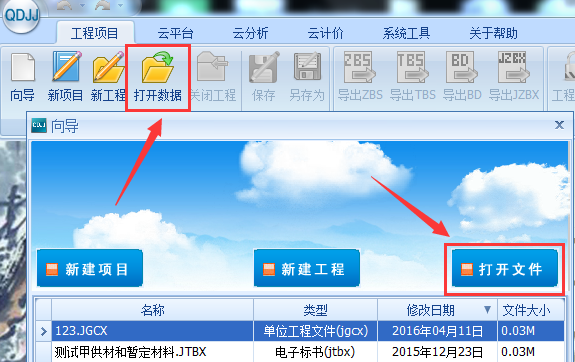 QDJJ
工程项目 云平台 云分析 云计价 系统工具 关于帮助
ZBS TBS BD JZBX
向导 新项目 新工程 打开数据 关闭工程 保存 另存为 导出ZBS 导出TBS 导出BD 导出JZBX 工程
QDJJ 向导 x
新建项目 新建工程 打开文件
名称 类型 修改日期 文件大小
123.JGCX 单位工程文件(jgcx) 2016年04月11日 0.03M
测试甲供材和暂定材料.JTBX 电子标书(jtbx) 2015年12月23日 0.03M